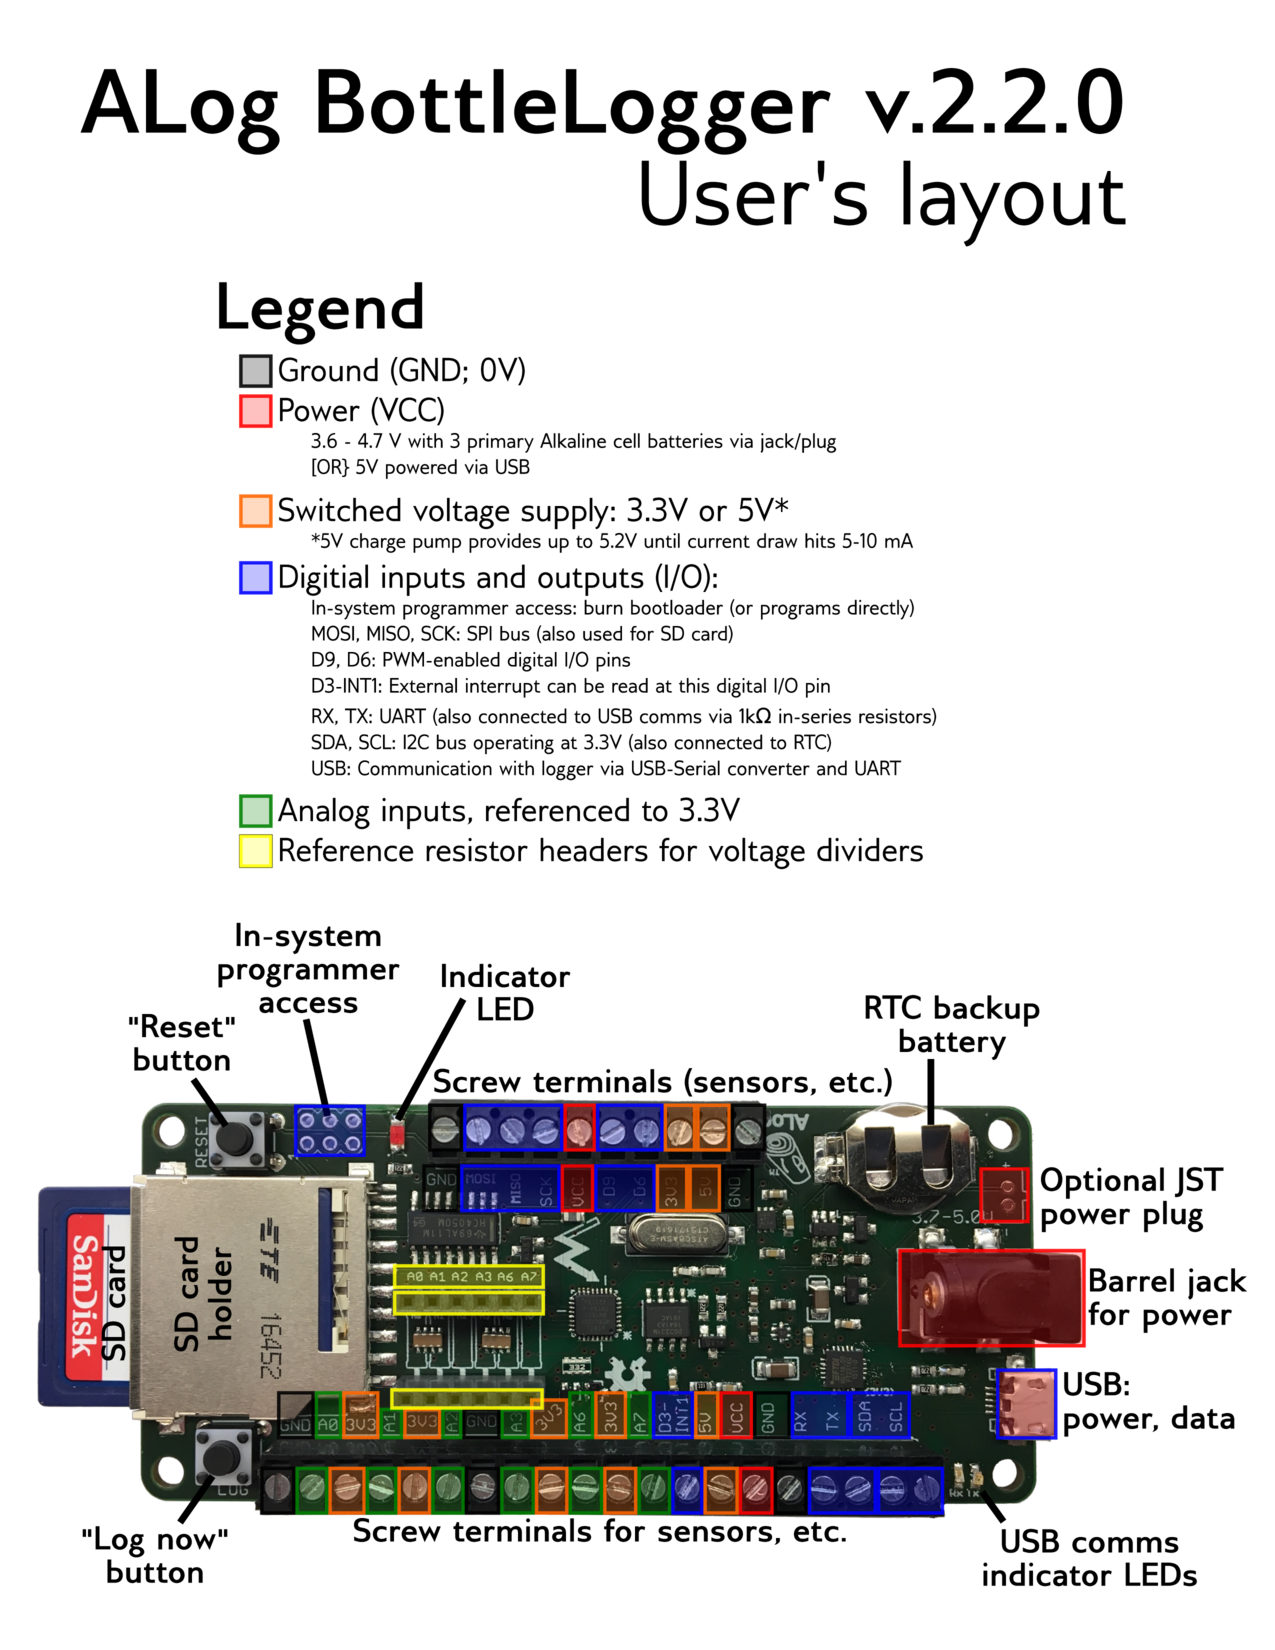 ALog BottleLogger v.2.2.0
User's layout
Legend
Ground (GND; 0V)
Power (VCC)
3.6 - 4.7 V with 3 primary Alkaline cell batteries via jack/plug
[OR} 5V powered via USB
Switched voltage supply: 3.3V or 5V*
*5V charge pump provides up to 5.2V until current draw hits 5-10 mA
Digitial inputs and outputs (I/O):
In-system programmer access: burn bootloader (or programs directly)
MOSI, MISO, SCK: SPI bus (also used for SD card)
D9, D6: PWM-enabled digital I/O pins
D3-INT1: External interrupt can be read at this digital I/O pin
RX, TX: UART (also connected to USB comms via 1kΩ in-series resistors)
SDA, SCL: I2C bus operating at 3.3V (also connected to RTC)
USB: Communication with logger via USB-Serial converter and UART
Analog inputs, referenced to 3.3V
Reference resistor headers for voltage dividers
In-system
programmer
access
Indicator
LED
"Reset"
button
RTC backup
battery
Screw terminals (sensors, etc.)
RESET
ALog
GND MOSI MISO SCK VCC D9 D6 3V3 5V GND
Optional JST
power plug
3.7-5.0V
SanDisk
SD card
SD card
holder
16452
A0 A1 A2 A3 A6 A7
Barrel jack
for power
332
USB:
power, data
GND A0 3V3 A1 3V3 A2 GND A3 3V3 A6 3V3 A7 D3-INT1 5V VCC GND RX TX SDA SCL
LOG
"Log now"
button
Screw terminals for sensors, etc.
USB comms
indicator LEDs